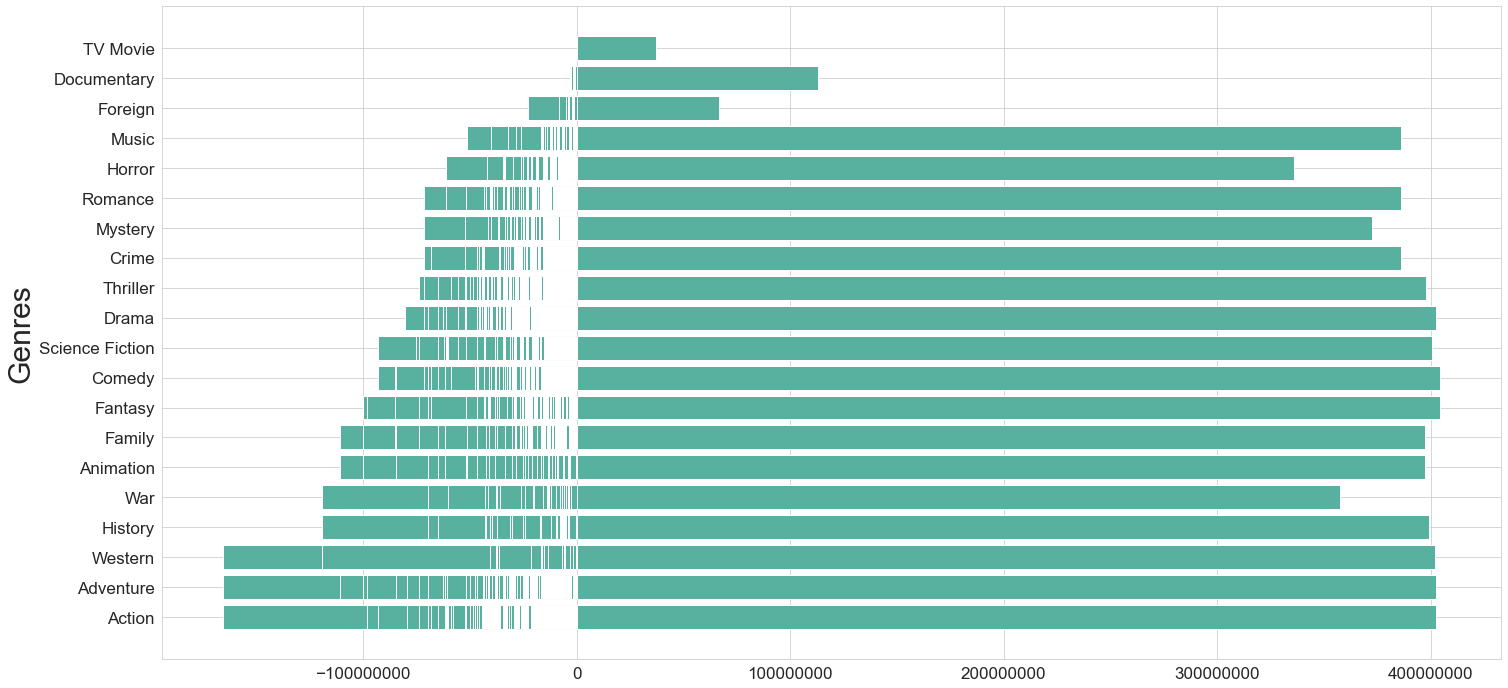 Genres
TV Movie
Documentary
Foreign
Music
Horror
Romance
Mystery
Crime
Thriller
Drama
Science Fiction
Comedy
Fantasy
Family
Animation
War
History
Western
Adventure
Action
−100000000 0 100000000 200000000 300000000 400000000